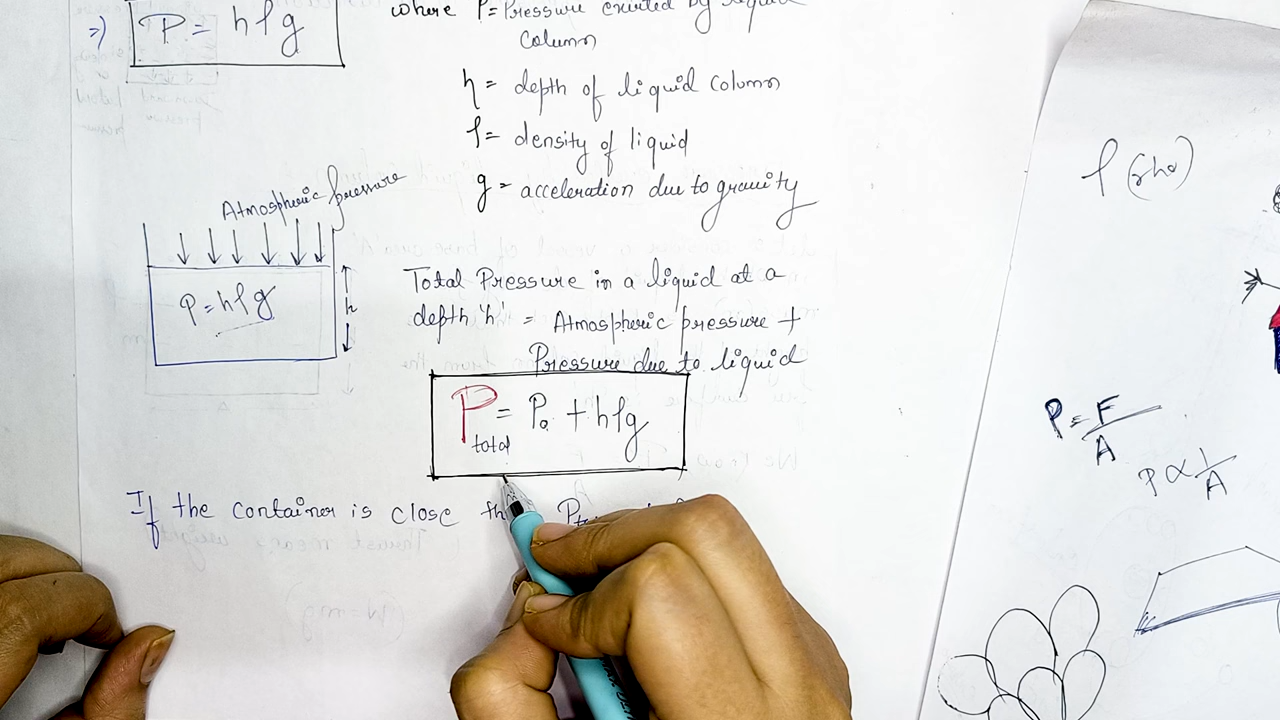 ⇒ P = hρg
where P = Pressure exerted by liquid
column
h = depth of liquid column
ρ = density of liquid
g = acceleration due to gravity
Atmospheric pressure
P = hρg
h
Total Pressure in a liquid at a
depth 'h' = Atmospheric pressure +
Pressure due to liquid
P total = Pa + hρg
If the container is close
ρ (rho)
P = F/A
P ∝ 1/A